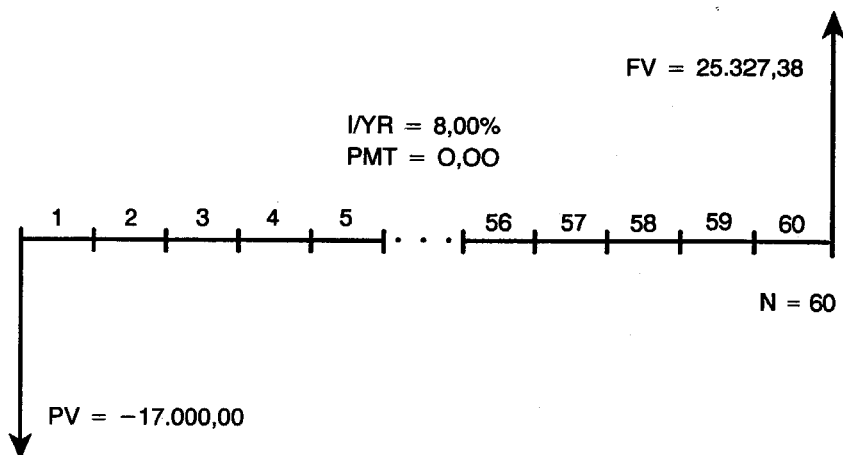 FV = 25.327,38
I/YR = 8,00%
PMT = 0,00
1 2 3 4 5 56 57 58 59 60
N = 60
PV = −17.000,00